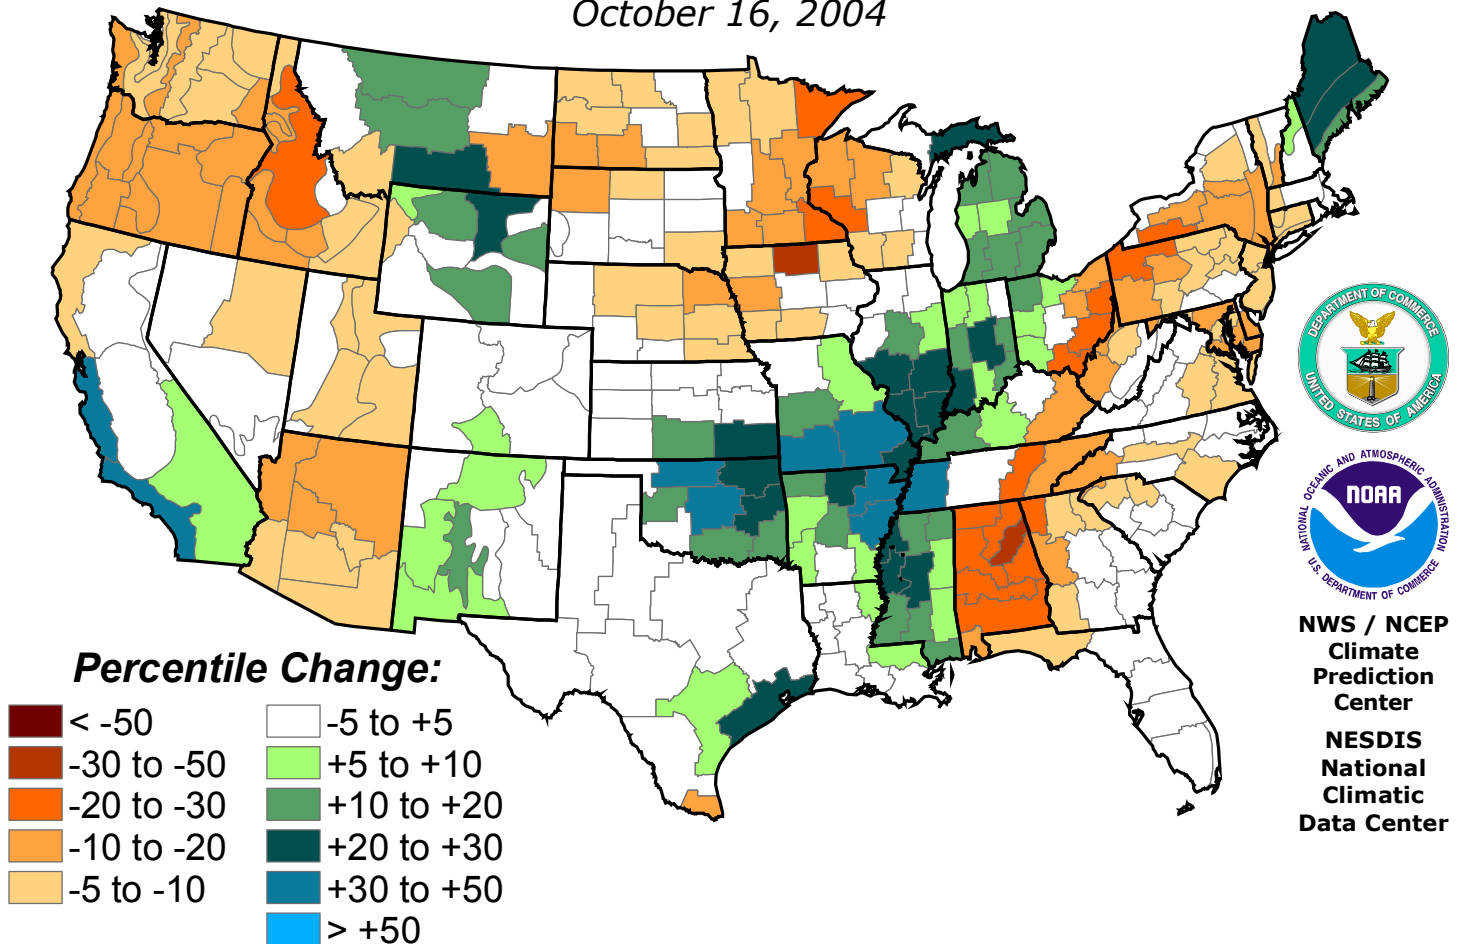 October 16, 2004
DEPARTMENT OF COMMERCE
UNITED STATES OF AMERICA
NATIONAL OCEANIC AND ATMOSPHERIC ADMINISTRATION
NOAA
U.S. DEPARTMENT OF COMMERCE
NWS / NCEP
Climate
Prediction
Center
NESDIS
National
Climatic
Data Center
Percentile Change:
< -50
-30 to -50
-20 to -30
-10 to -20
-5 to -10
-5 to +5
+5 to +10
+10 to +20
+20 to +30
+30 to +50
> +50